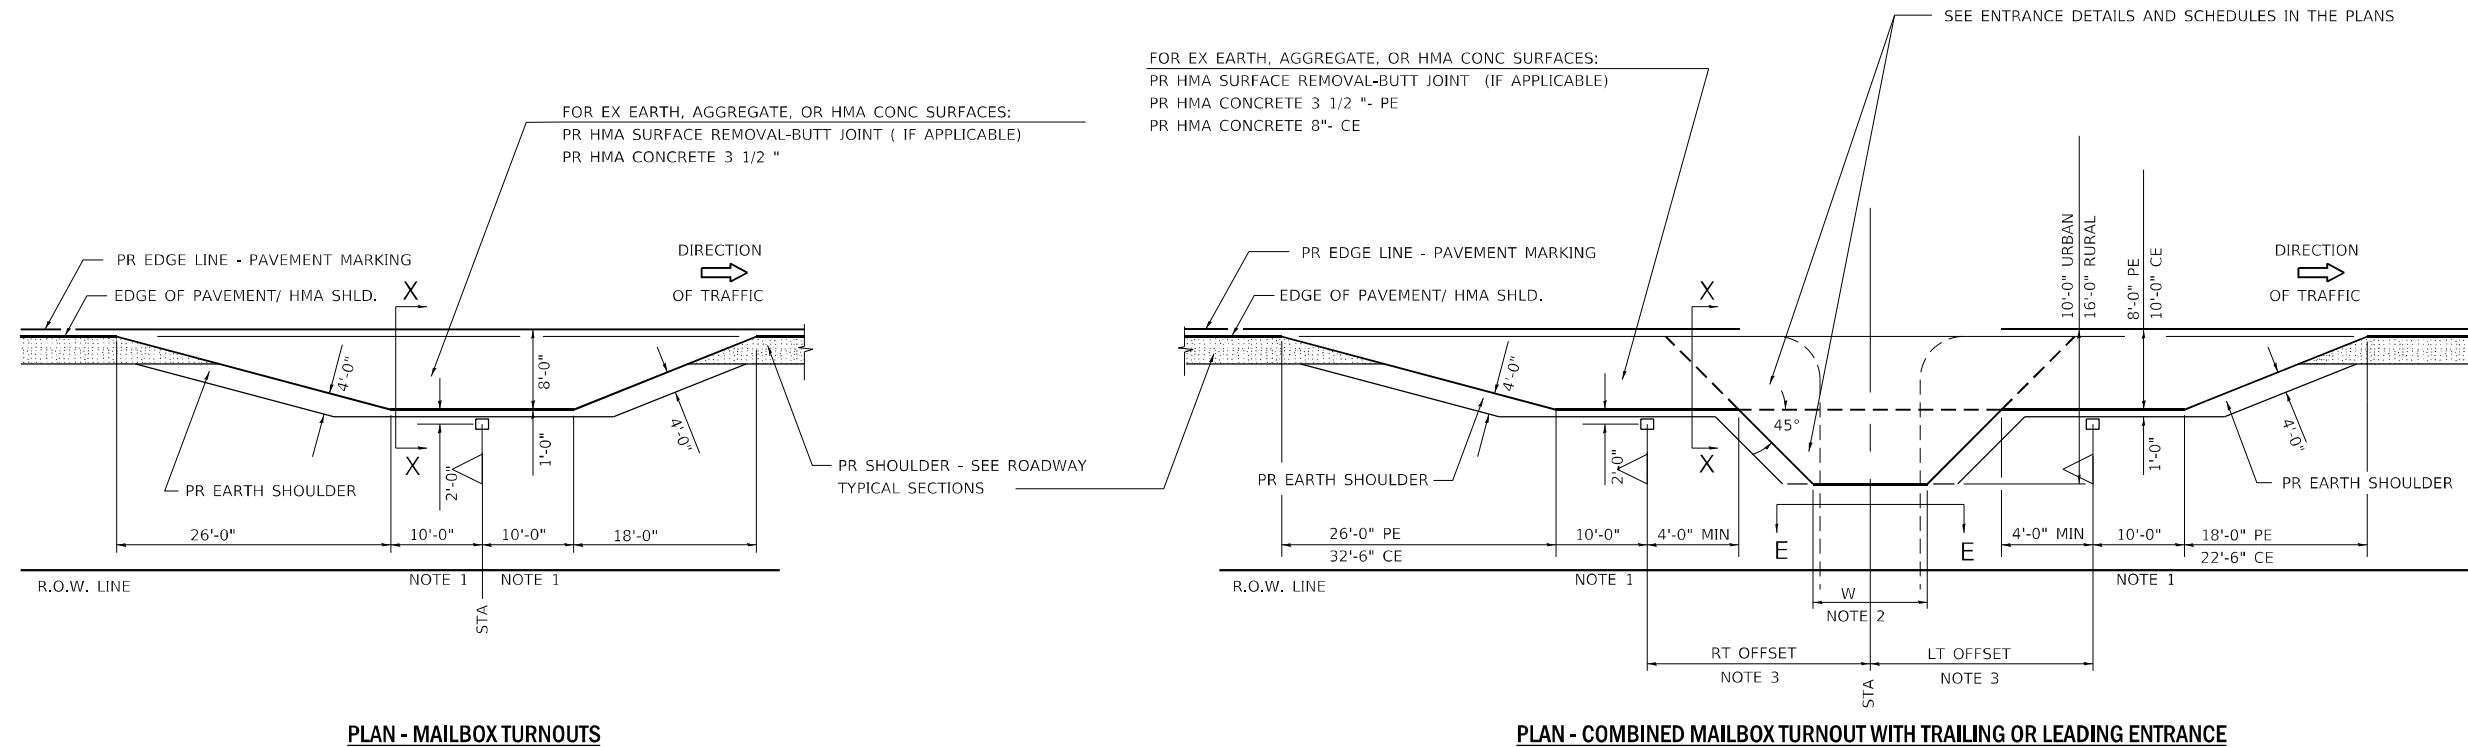 FOR EX EARTH, AGGREGATE, OR HMA CONC SURFACES:
PR HMA SURFACE REMOVAL-BUTT JOINT ( IF APPLICABLE)
PR HMA CONCRETE 3 1/2 "
PR EDGE LINE - PAVEMENT MARKING
EDGE OF PAVEMENT/ HMA SHLD.
X
DIRECTION
OF TRAFFIC
4'-0"
8'-0"
4'-0"
1'-0"
2'-0"
X
PR EARTH SHOULDER
PR SHOULDER - SEE ROADWAY
TYPICAL SECTIONS
26'-0"
10'-0"
10'-0"
18'-0"
R.O.W. LINE
NOTE 1
NOTE 1
STA
PLAN - MAILBOX TURNOUTS
SEE ENTRANCE DETAILS AND SCHEDULES IN THE PLANS
FOR EX EARTH, AGGREGATE, OR HMA CONC SURFACES:
PR HMA SURFACE REMOVAL-BUTT JOINT (IF APPLICABLE)
PR HMA CONCRETE 3 1/2 "- PE
PR HMA CONCRETE 8"- CE
PR EDGE LINE - PAVEMENT MARKING
EDGE OF PAVEMENT/ HMA SHLD.
X
10'-0" URBAN
16'-0" RURAL
8'-0" PE
10'-0" CE
DIRECTION
OF TRAFFIC
4'-0"
45°
4'-0"
1'-0"
2'-0"
X
PR EARTH SHOULDER
PR EARTH SHOULDER
26'-0" PE
32'-6" CE
10'-0"
4'-0" MIN
E
E
4'-0" MIN
10'-0"
18'-0" PE
22'-6" CE
R.O.W. LINE
NOTE 1
W
NOTE 2
NOTE 1
RT OFFSET
NOTE 3
LT OFFSET
NOTE 3
STA
PLAN - COMBINED MAILBOX TURNOUT WITH TRAILING OR LEADING ENTRANCE